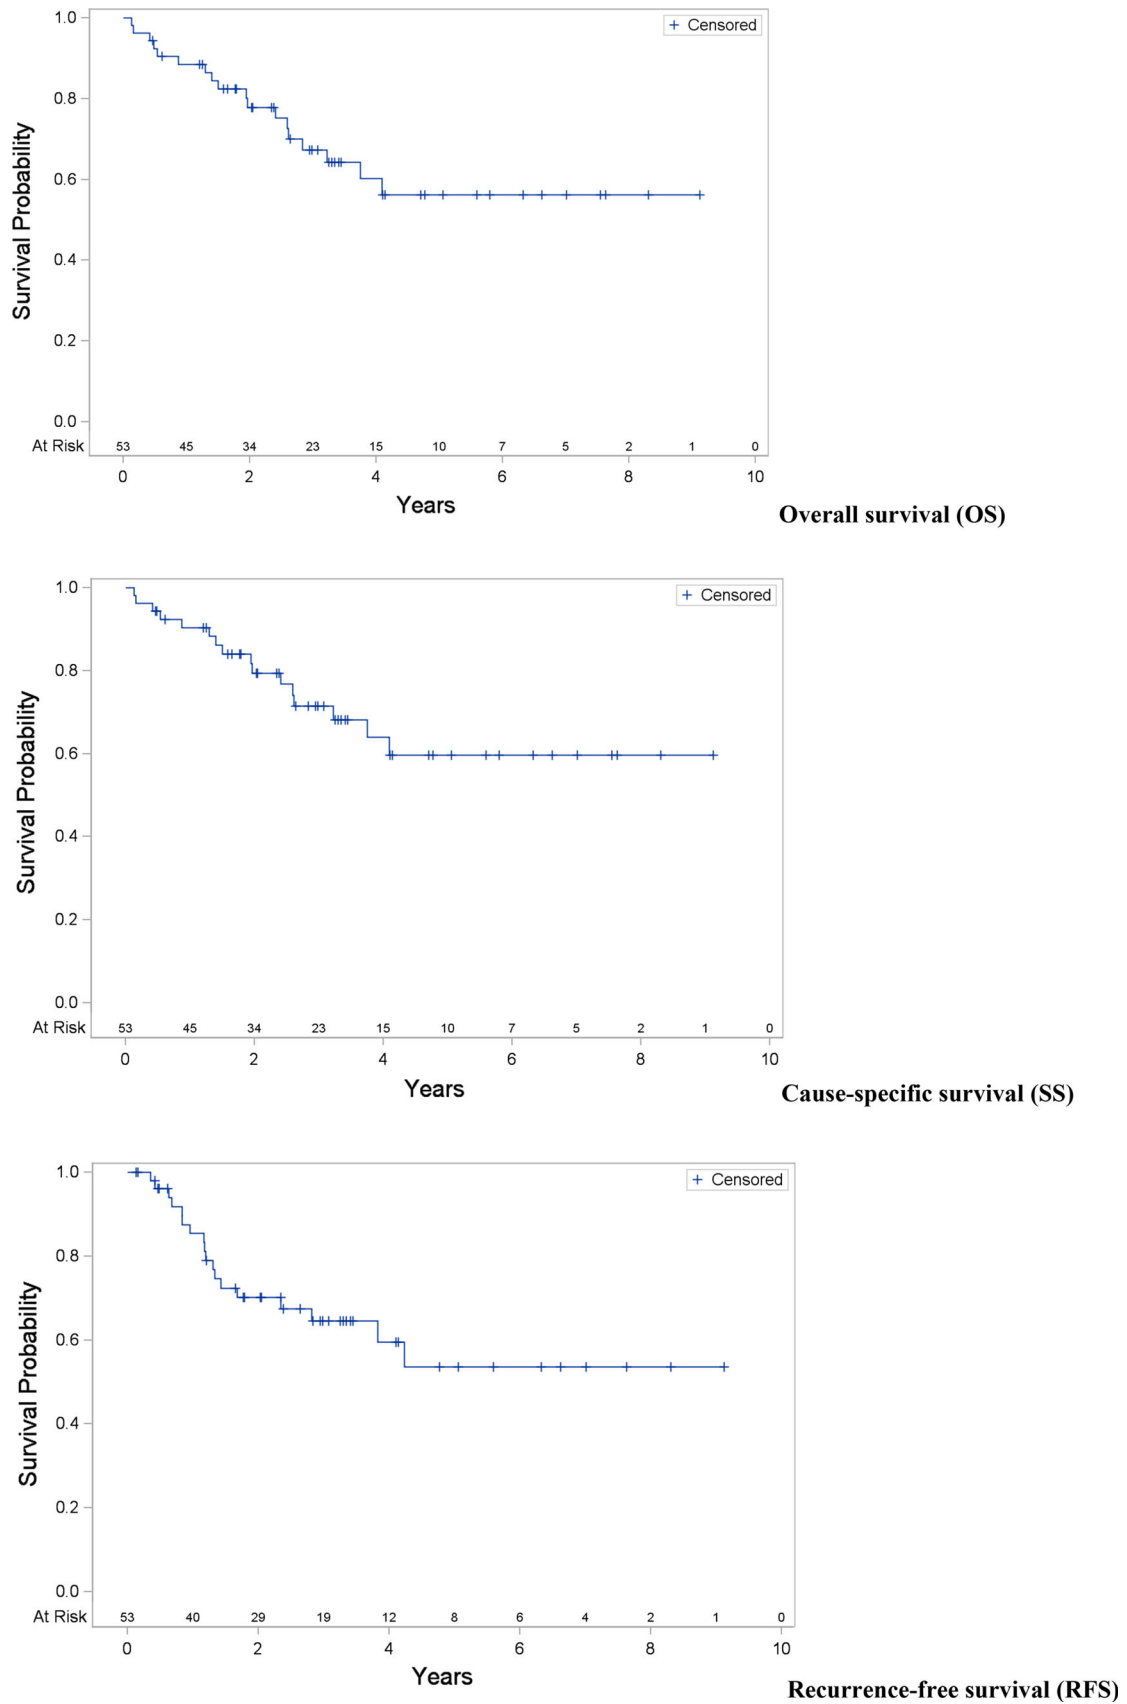 1.0
+ Censored
0.8
0.6
0.4
0.2
0.0
Survival Probability
At Risk 53 45 34 23 15 10 7 5 2 1 0
0 2 4 6 8 10
Years
Overall survival (OS)
1.0
+ Censored
0.8
0.6
0.4
0.2
0.0
Survival Probability
At Risk 53 45 34 23 15 10 7 5 2 1 0
0 2 4 6 8 10
Years
Cause-specific survival (SS)
1.0
+ Censored
0.8
0.6
0.4
0.2
0.0
Survival Probability
At Risk 53 40 29 19 12 8 6 4 2 1 0
0 2 4 6 8 10
Years
Recurrence-free survival (RFS)